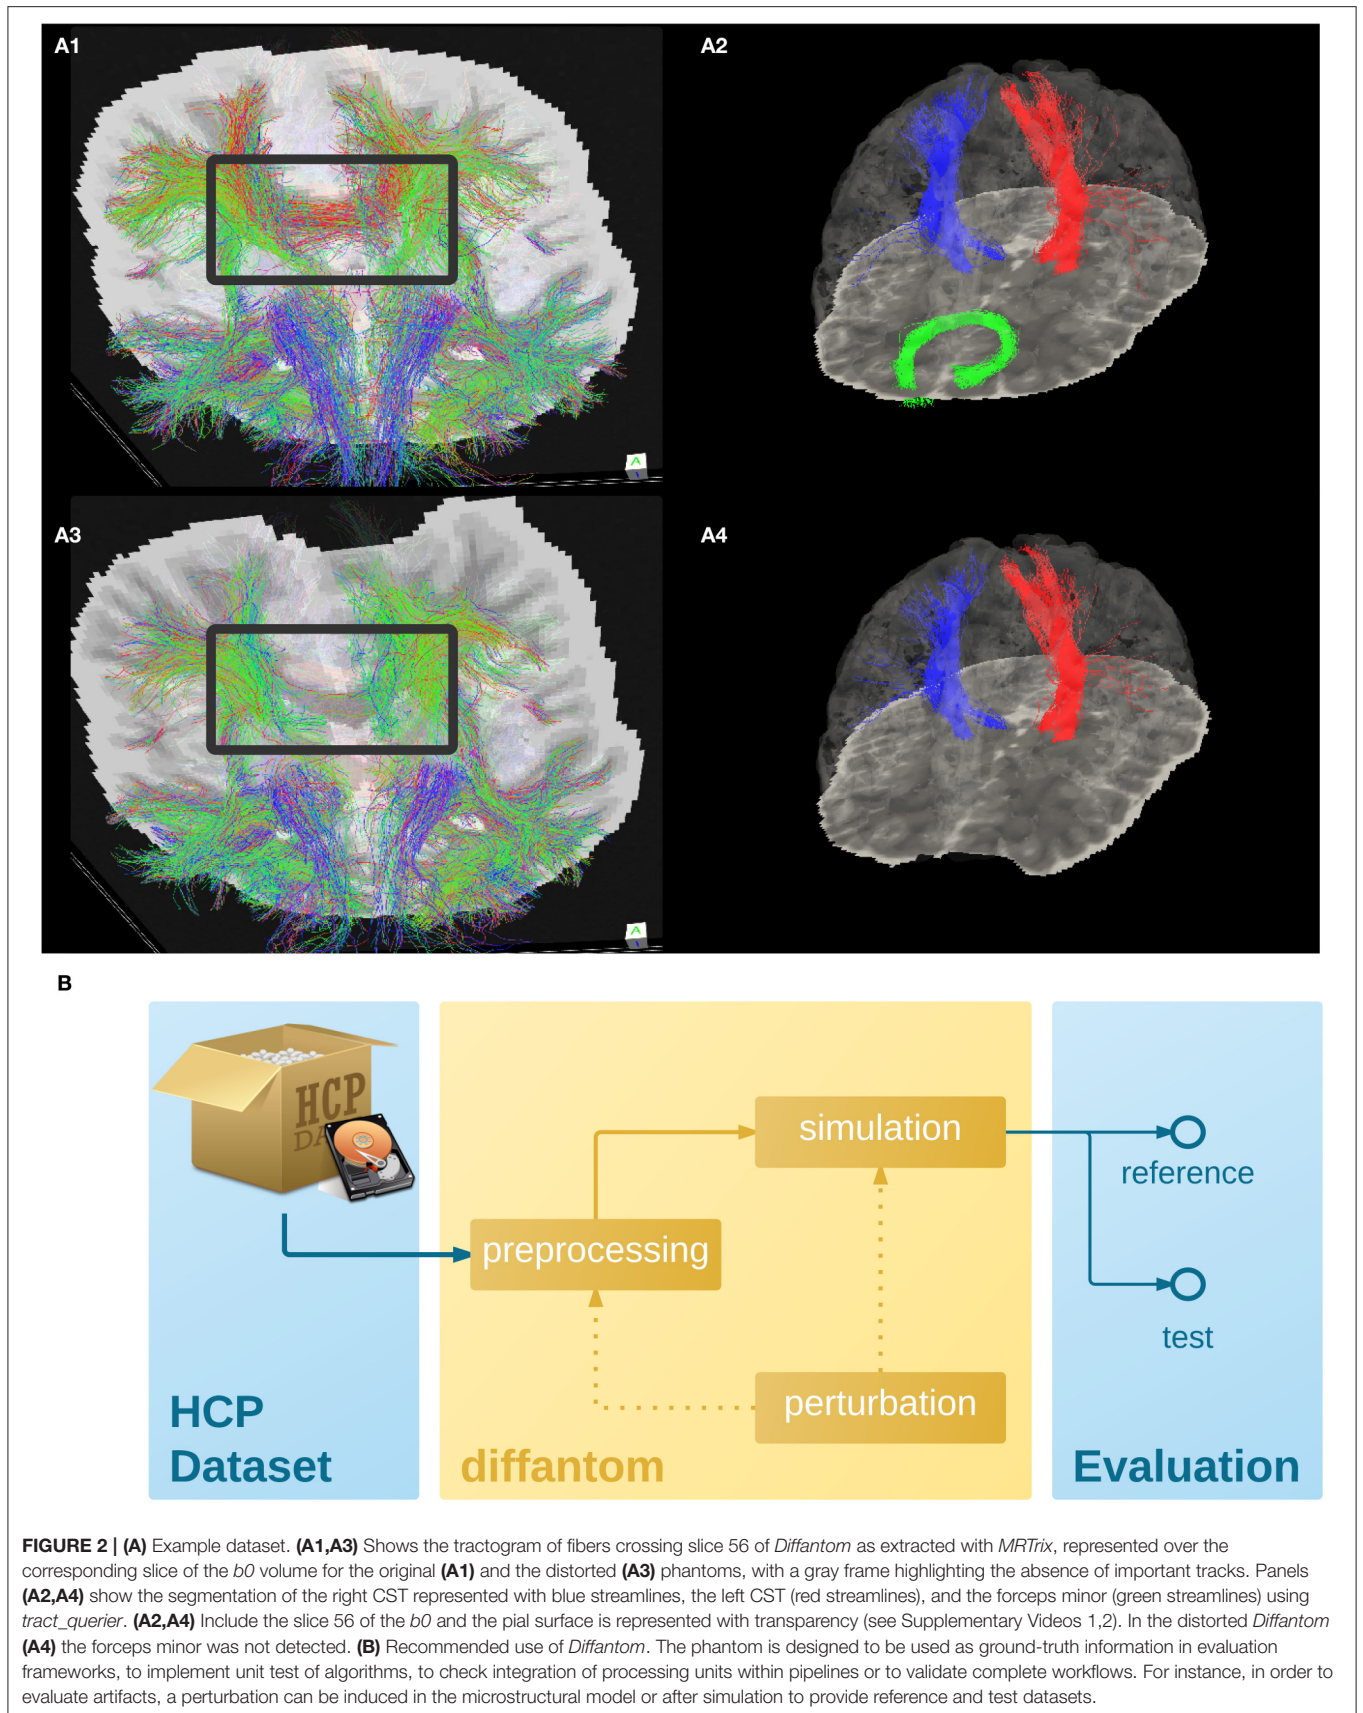 A1
A2
A
A3
A4
A
B
HCP
DA
simulation
reference
preprocessing
test
perturbation
HCP
Dataset
diffantom
Evaluation
FIGURE 2 | (A) Example dataset. (A1,A3) Shows the tractogram of fibers crossing slice 56 of Diffantom as extracted with MRTrix, represented over the
corresponding slice of the b0 volume for the original (A1) and the distorted (A3) phantoms, with a gray frame highlighting the absence of important tracks. Panels
(A2,A4) show the segmentation of the right CST represented with blue streamlines, the left CST (red streamlines), and the forceps minor (green streamlines) using
tract_querier. (A2,A4) Include the slice 56 of the b0 and the pial surface is represented with transparency (see Supplementary Videos 1,2). In the distorted Diffantom
(A4) the forceps minor was not detected. (B) Recommended use of Diffantom. The phantom is designed to be used as ground-truth information in evaluation
frameworks, to implement unit test of algorithms, to check integration of processing units within pipelines or to validate complete workflows. For instance, in order to
evaluate artifacts, a perturbation can be induced in the microstructural model or after simulation to provide reference and test datasets.